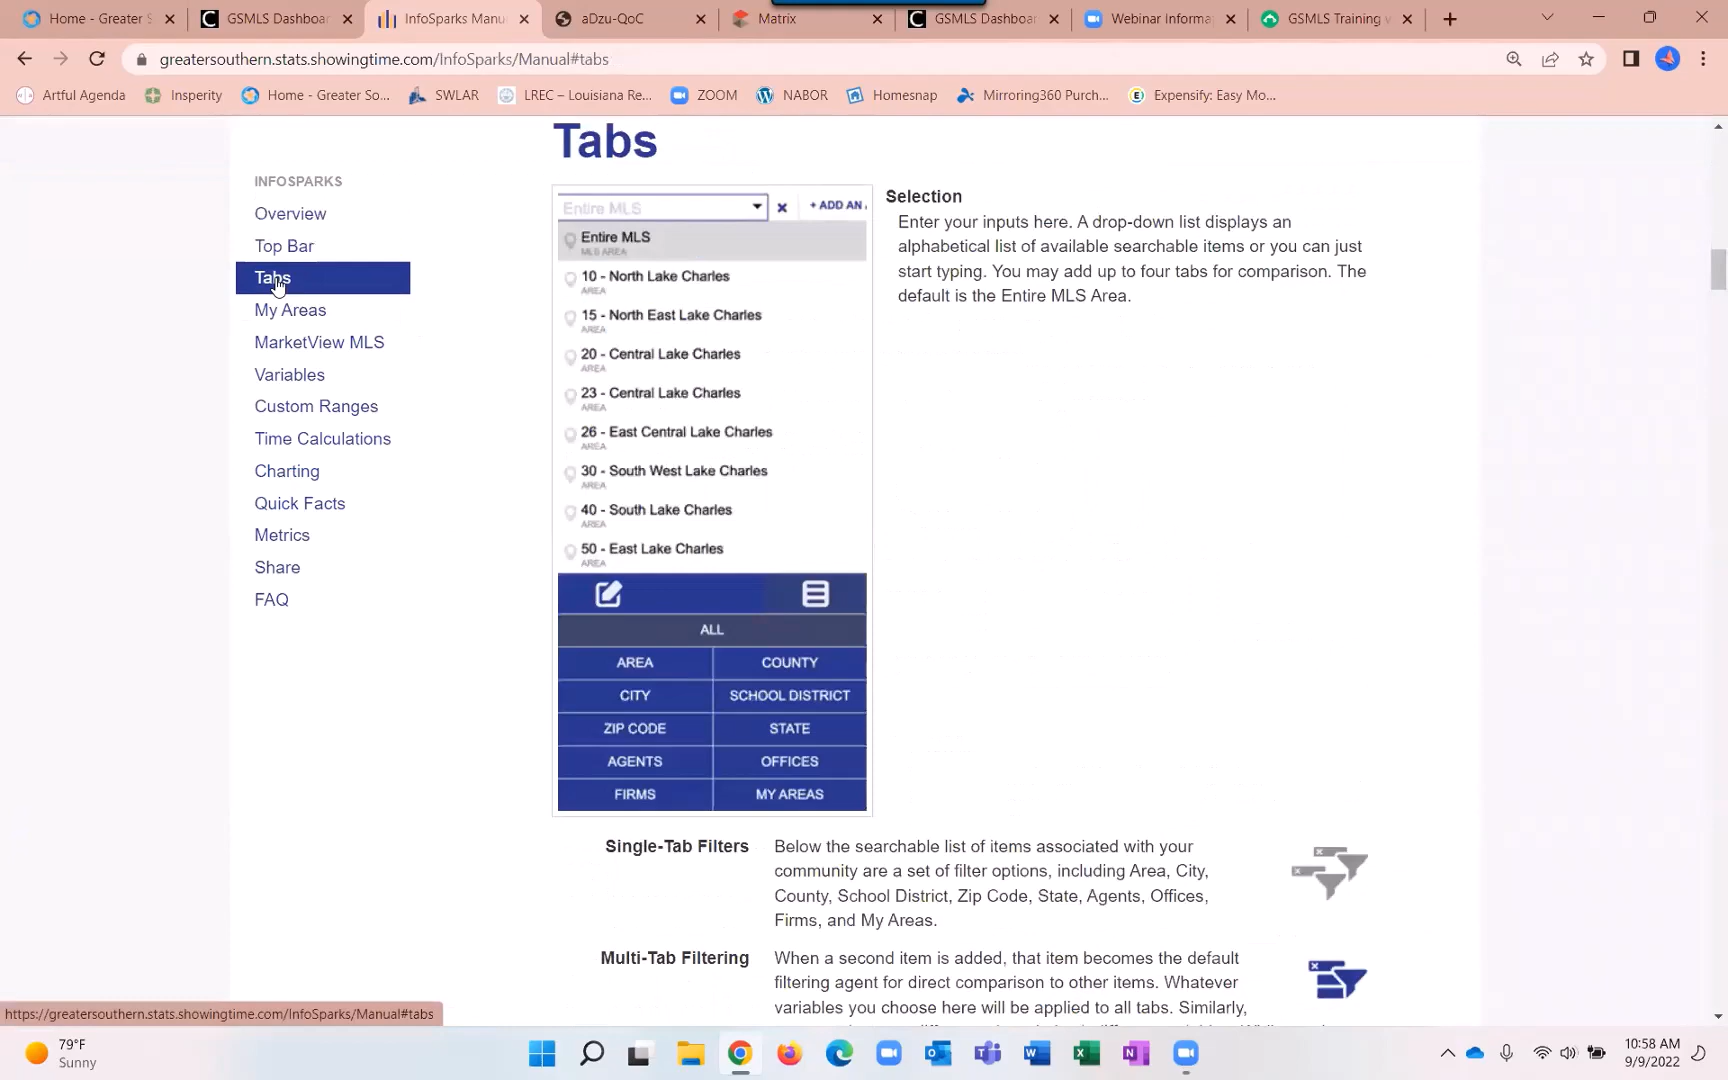 Home - Greater S
GSMLS Dashboa
InfoSparks Manu
aDzu-QoC
Matrix
GSMLS Dashboa
Webinar Informa
GSMLS Training v
greatersouthern.stats.showingtime.com/InfoSparks/Manual#tabs
Artful Agenda
Insperity
Home - Greater So...
SWLAR
LREC – Louisiana Re...
ZOOM
NABOR
Homesnap
Mirroring360 Purch...
Expensify: Easy Mo...
INFOSPARKS
Overview
Top Bar
Tabs
My Areas
MarketView MLS
Variables
Custom Ranges
Time Calculations
Charting
Quick Facts
Metrics
Share
FAQ
Tabs
Entire MLS
+ ADD AN
Entire MLS
MLS AREA
10 - North Lake Charles
AREA
15 - North East Lake Charles
AREA
20 - Central Lake Charles
AREA
23 - Central Lake Charles
AREA
26 - East Central Lake Charles
AREA
30 - South West Lake Charles
AREA
40 - South Lake Charles
AREA
50 - East Lake Charles
AREA
ALL
AREA COUNTY
CITY SCHOOL DISTRICT
ZIP CODE STATE
AGENTS OFFICES
FIRMS MY AREAS
Selection
Enter your inputs here. A drop-down list displays an
alphabetical list of available searchable items or you can just
start typing. You may add up to four tabs for comparison. The
default is the Entire MLS Area.
Single-Tab Filters
Below the searchable list of items associated with your
community are a set of filter options, including Area, City,
County, School District, Zip Code, State, Agents, Offices,
Firms, and My Areas.
Multi-Tab Filtering
When a second item is added, that item becomes the default
filtering agent for direct comparison to other items. Whatever
variables you choose here will be applied to all tabs. Similarly,
https://greatersouthern.stats.showingtime.com/InfoSparks/Manual#tabs
79°F
Sunny
10:58 AM
9/9/2022